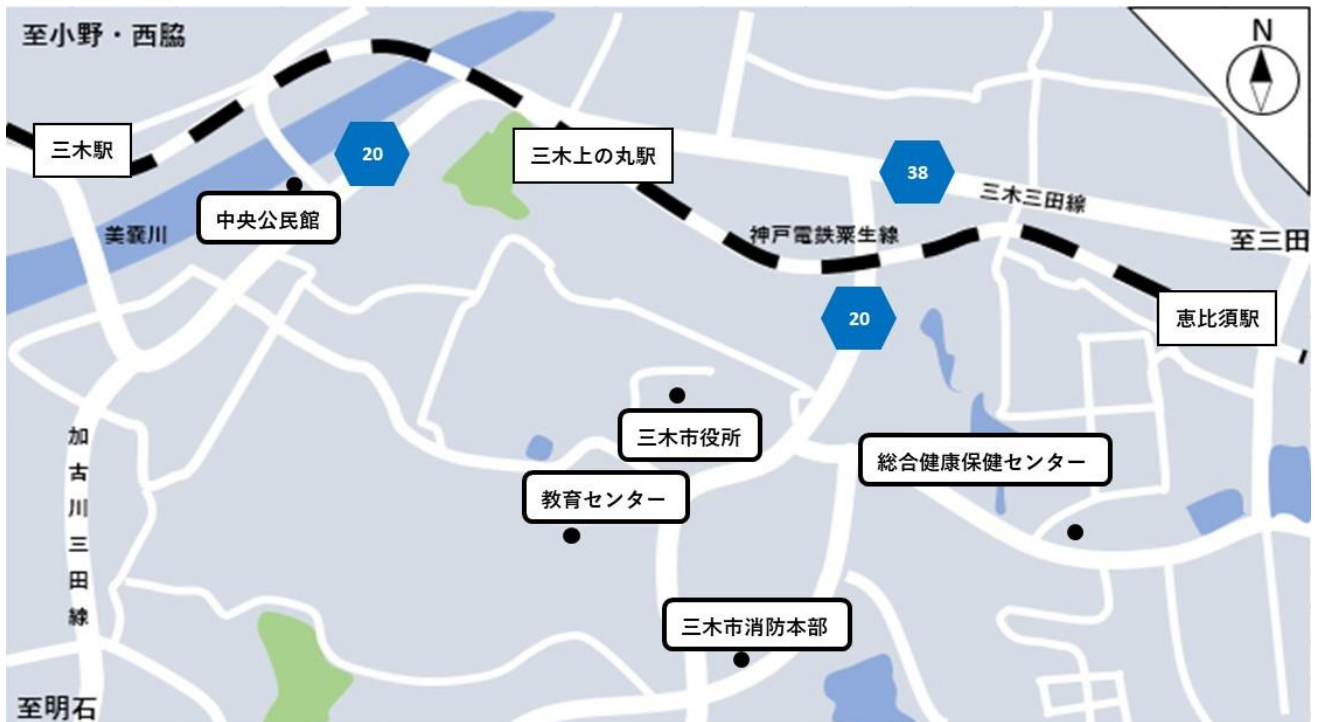 至小野・西脇
N
三木駅
20
三木上の丸駅
38
三木三田線
中央公民館
美嚢川
神戸電鉄粟生線
至三田
20
恵比須駅
三木市役所
加古川三田線
総合健康保健センター
教育センター
三木市消防本部
至明石